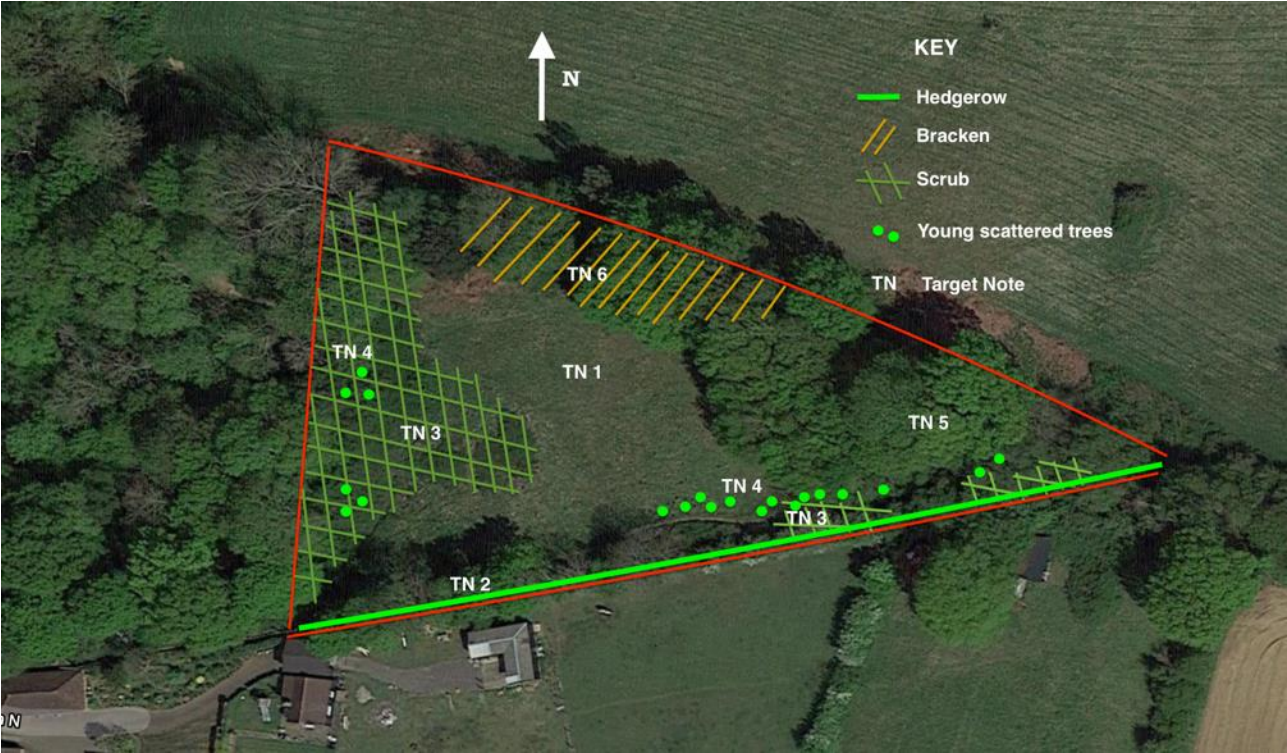 KEY
N
Hedgerow
Bracken
Scrub
Young scattered trees
TN Target Note
TN 6
TN 4
TN 1
TN 3
TN 5
TN 4
TN 3
TN 2
N